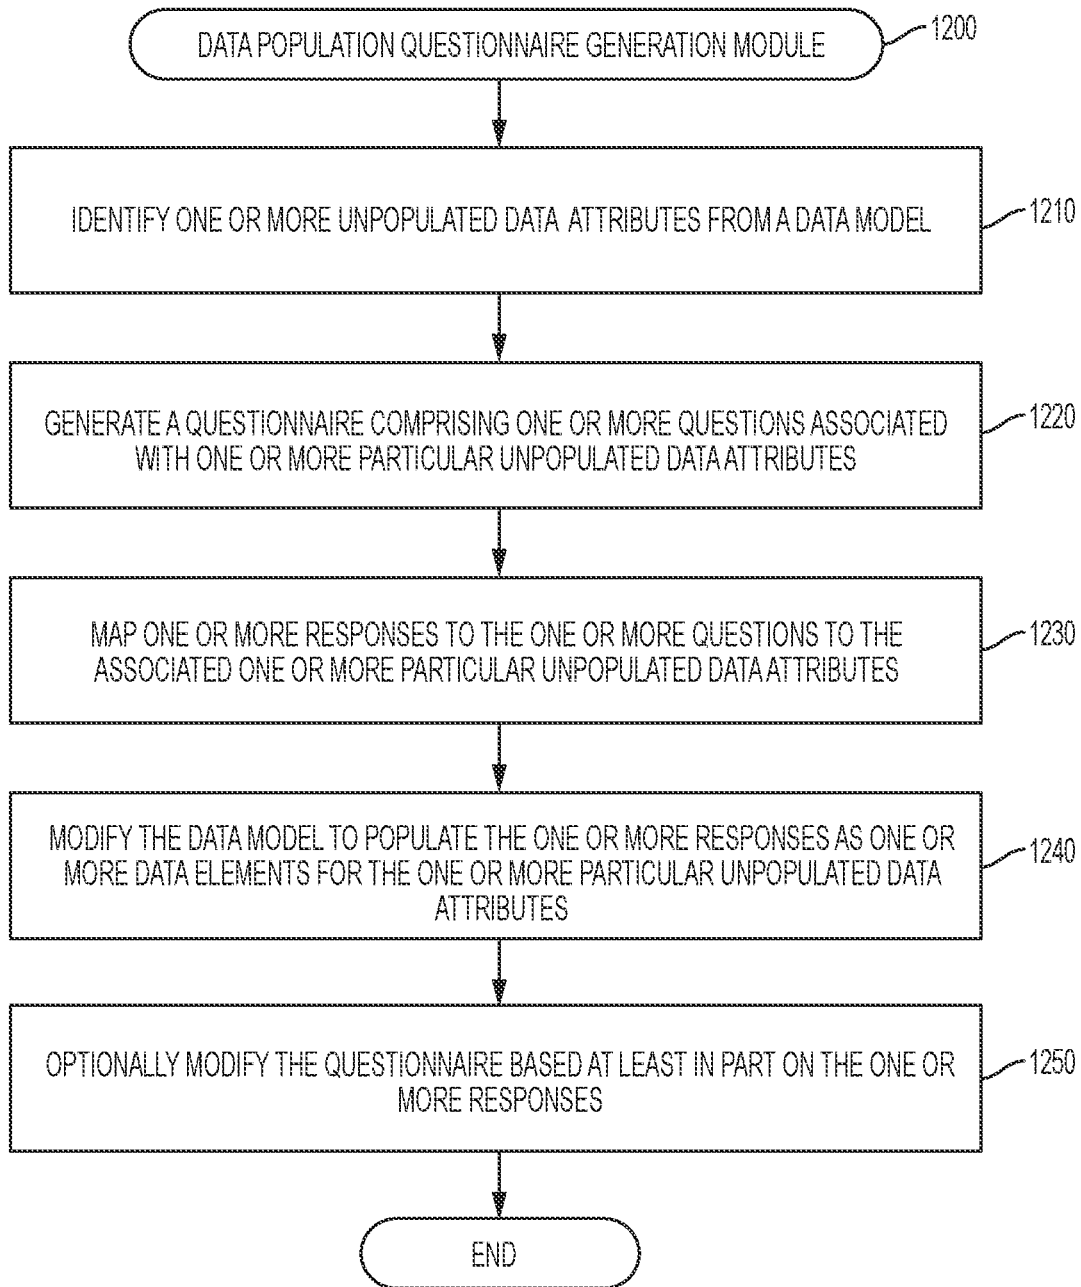 DATA POPULATION QUESTIONNAIRE GENERATION MODULE
1200
IDENTIFY ONE OR MORE UNPOPULATED DATA ATTRIBUTES FROM A DATA MODEL
1210
GENERATE A QUESTIONNAIRE COMPRISING ONE OR MORE QUESTIONS ASSOCIATED
WITH ONE OR MORE PARTICULAR UNPOPULATED DATA ATTRIBUTES
1220
MAP ONE OR MORE RESPONSES TO THE ONE OR MORE QUESTIONS TO THE
ASSOCIATED ONE OR MORE PARTICULAR UNPOPULATED DATA ATTRIBUTES
1230
MODIFY THE DATA MODEL TO POPULATE THE ONE OR MORE RESPONSES AS ONE OR
MORE DATA ELEMENTS FOR THE ONE OR MORE PARTICULAR UNPOPULATED DATA
ATTRIBUTES
1240
OPTIONALLY MODIFY THE QUESTIONNAIRE BASED AT LEAST IN PART ON THE ONE OR
MORE RESPONSES
1250
END